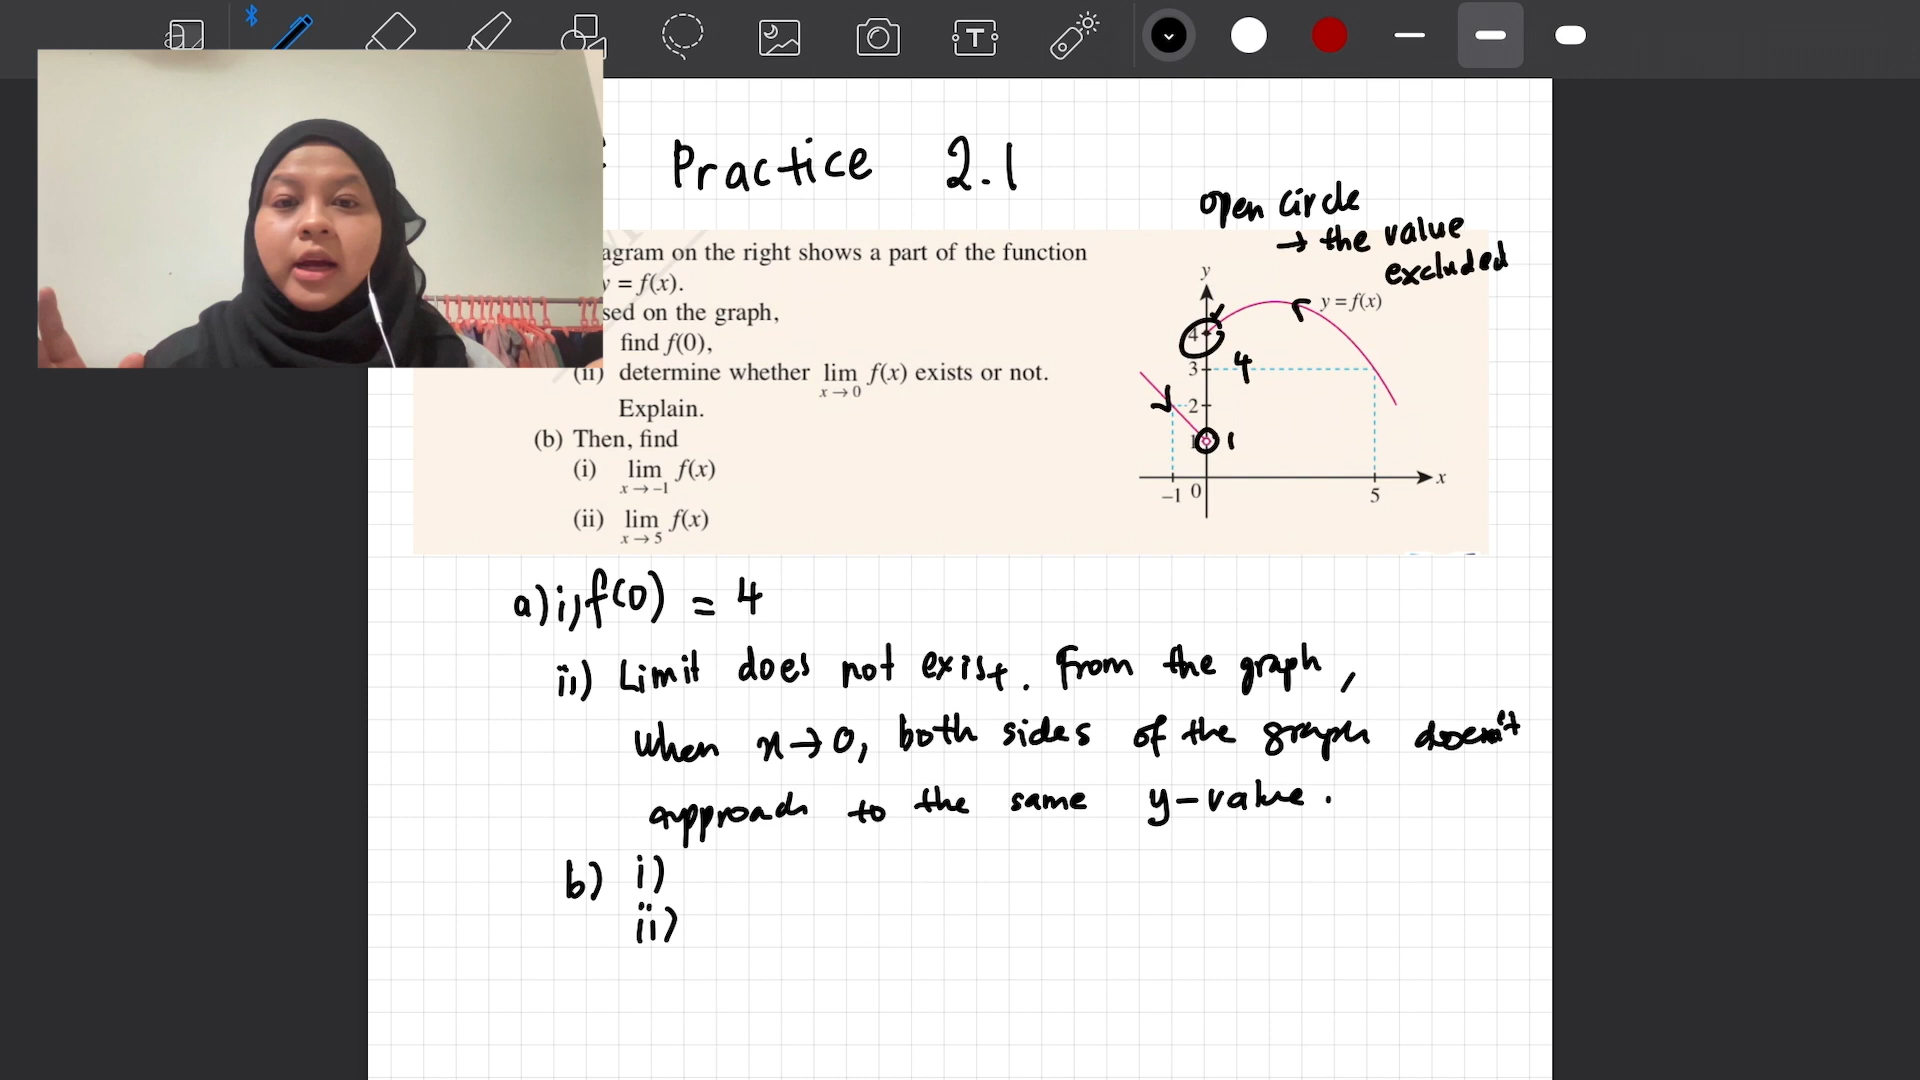 Practice 2.1
open circle
→ the value
excluded
agram on the right shows a part of the function
y = f(x).
sed on the graph,
find f(0),
(ii) determine whether lim f(x) exists or not.
x → 0
Explain.
(b) Then, find
(i) lim f(x)
x → –1
(ii) lim f(x)
x → 5
y
y = f(x)
4
3
4
2
1
1
–1
0
5
x
a) i) f(0) = 4
ii) Limit does not exist. From the graph,
when x → 0, both sides of the graph doesn't
approach to the same y-value.
b) i)
ii)